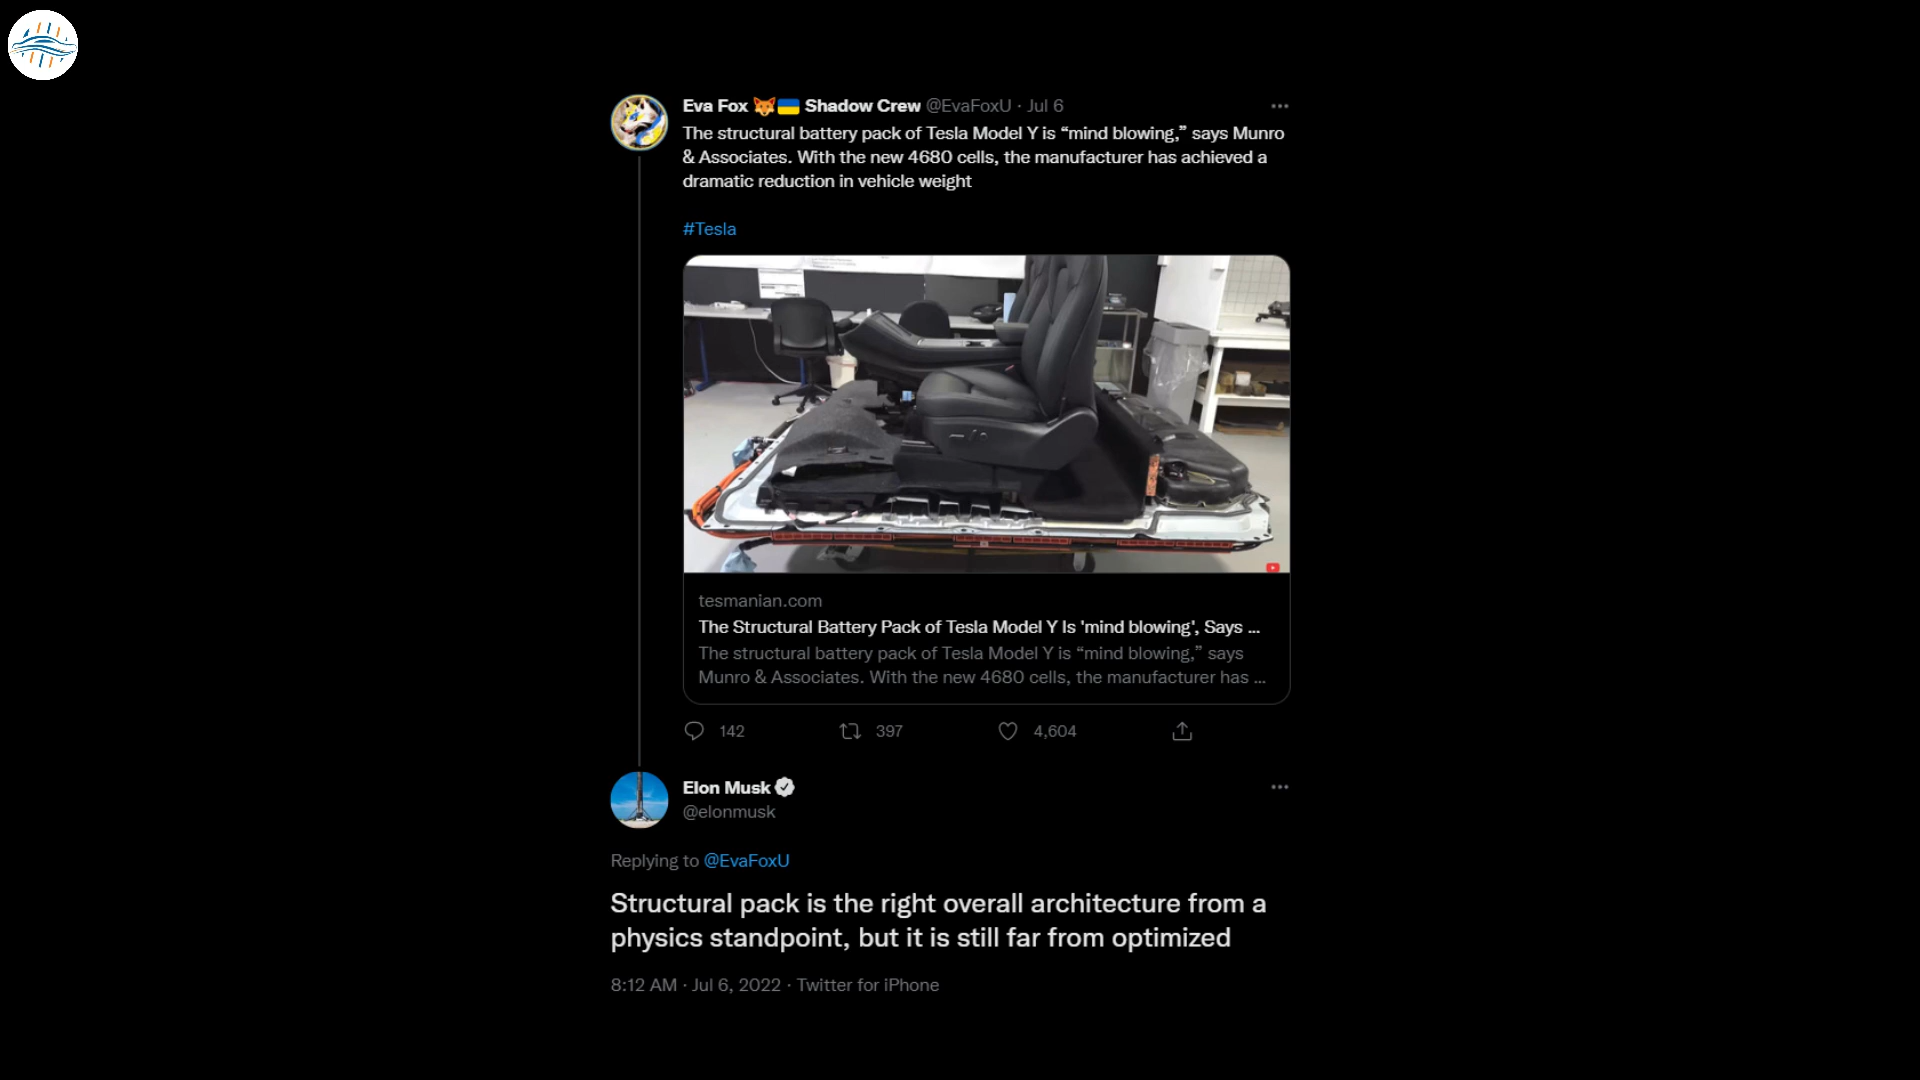 Eva Fox 🦊🇺🇦 Shadow Crew @EvaFoxU · Jul 6
The structural battery pack of Tesla Model Y is “mind blowing,” says Munro
& Associates. With the new 4680 cells, the manufacturer has achieved a
dramatic reduction in vehicle weight
#Tesla
tesmanian.com
The Structural Battery Pack of Tesla Model Y Is 'mind blowing', Says ...
The structural battery pack of Tesla Model Y is “mind blowing,” says
Munro & Associates. With the new 4680 cells, the manufacturer has ...
142 397 4,604
Elon Musk
@elonmusk
Replying to @EvaFoxU
Structural pack is the right overall architecture from a
physics standpoint, but it is still far from optimized
8:12 AM · Jul 6, 2022 · Twitter for iPhone